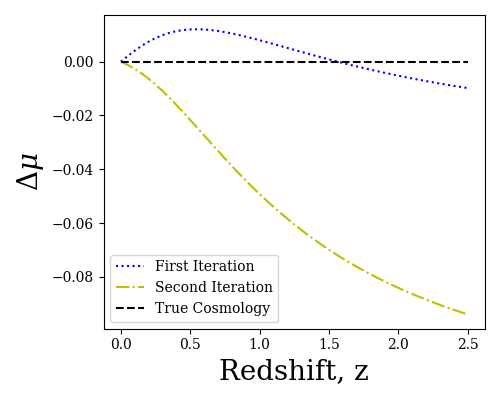 0.00
−0.02
−0.04
−0.06
−0.08
Δμ
First Iteration
Second Iteration
True Cosmology
0.0 0.5 1.0 1.5 2.0 2.5
Redshift, z